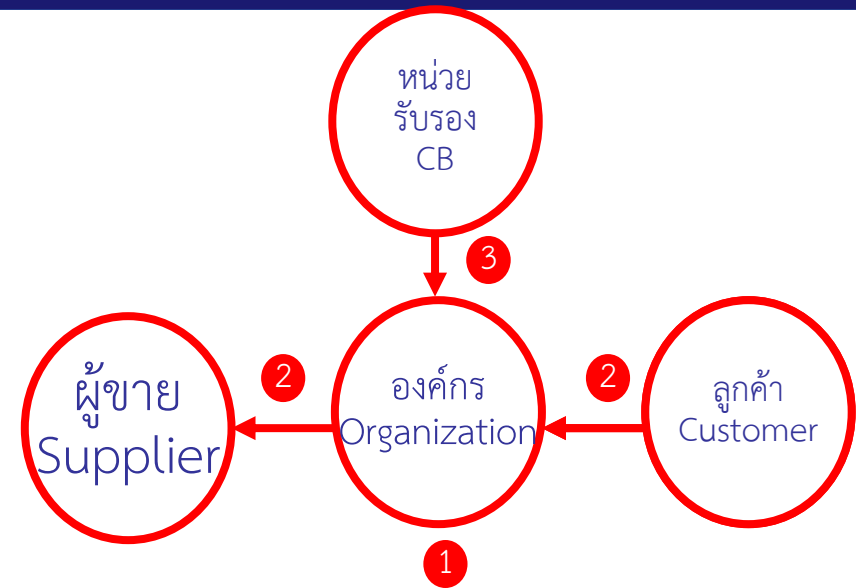 หน่วย
รับรอง
CB
3
ผู้ขาย
Supplier
2
องค์กร
Organization
2
ลูกค้า
Customer
1